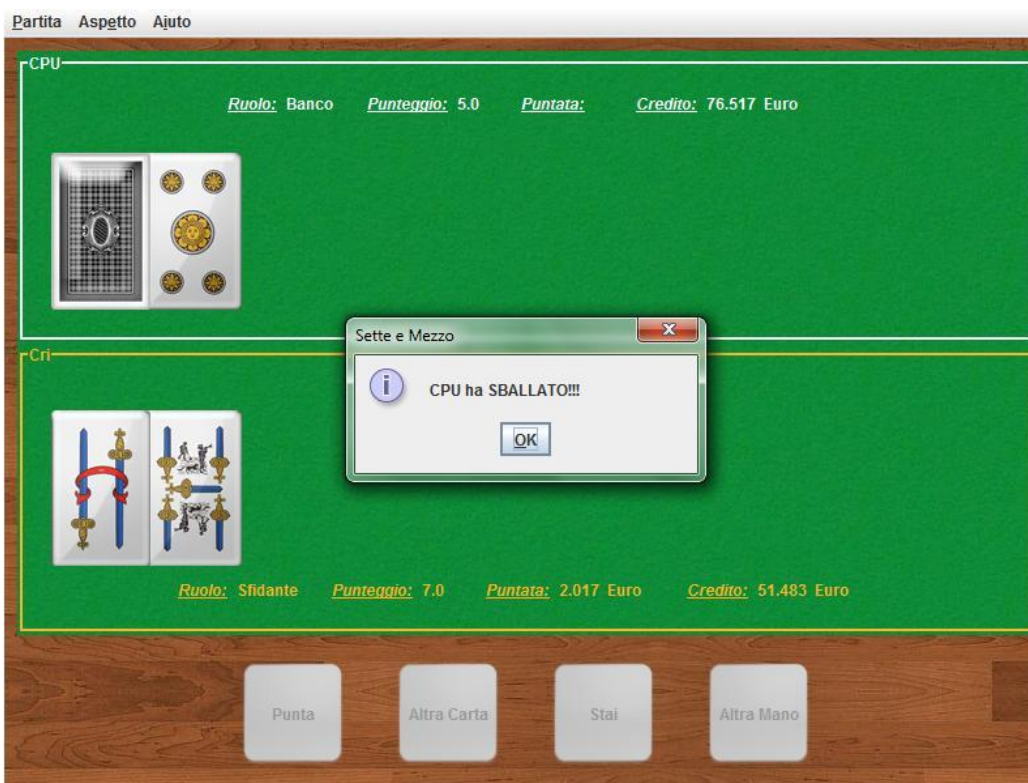 Partita Aspetto Aiuto
CPU
Ruolo: Banco Punteggio: 5.0 Puntata: Credito: 76.517 Euro
Sette e Mezzo
CPU ha SBALLATO!!!
OK
Cri
Ruolo: Sfidante Punteggio: 7.0 Puntata: 2.017 Euro Credito: 51.483 Euro
Punta Altra Carta Stai Altra Mano